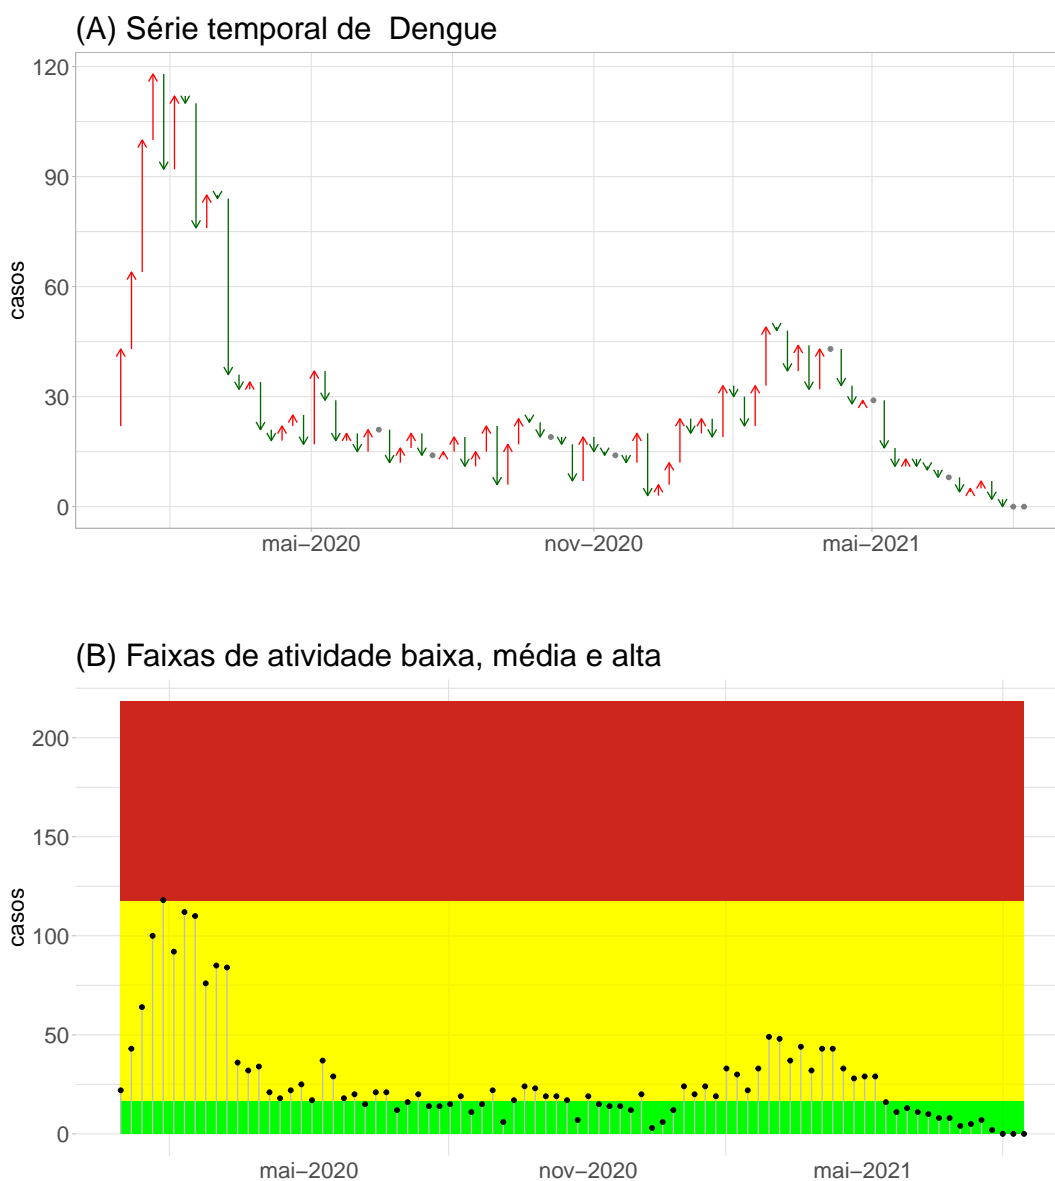 (A) Série temporal de  Dengue
120
90
60
30
0
casos
mai−2020 nov−2020 mai−2021
(B) Faixas de atividade baixa, média e alta
200
150
100
50
0
casos
mai−2020 nov−2020 mai−2021